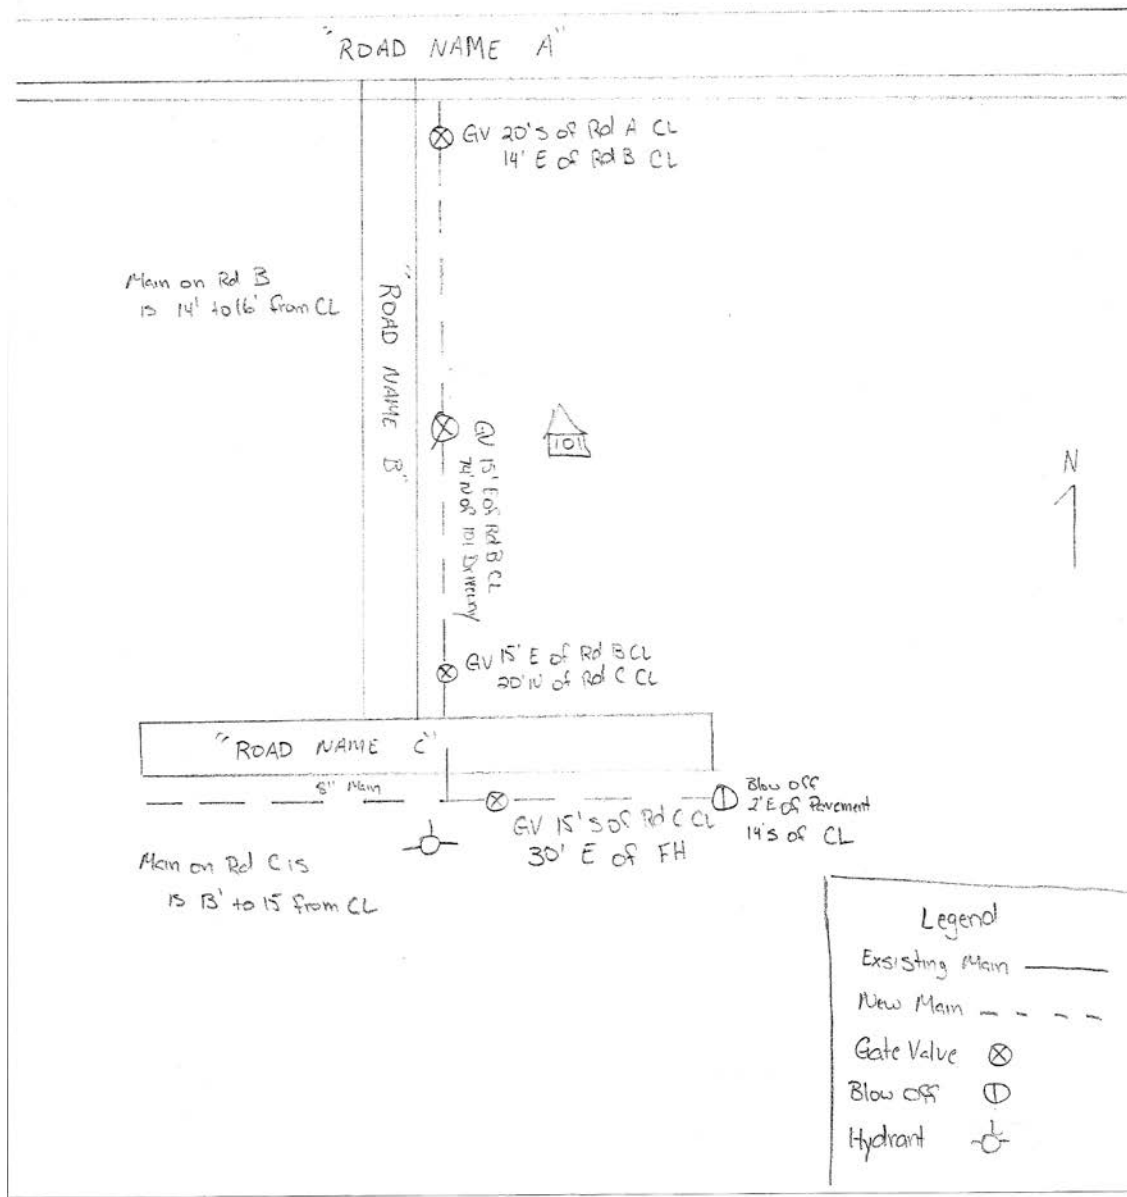 "ROAD NAME A"
GV 20'S of Rd A CL
14' E of Rd B CL
Main on Rd B
is 14' to 16' from CL
"ROAD NAME B"
101
GV 15' E of Rd B CL
74' N of 101 Driveway
N
GV 15' E of Rd B CL
20' N of Rd C CL
"ROAD NAME C"
8" Main
Blow off
2' E of Pavement
14's of CL
GV 15's of Rd C CL
30' E of FH
Main on Rd C is
is 13' to 15 from CL
Legend
Exsisting Main
New Main
Gate Valve
Blow off
Hydrant